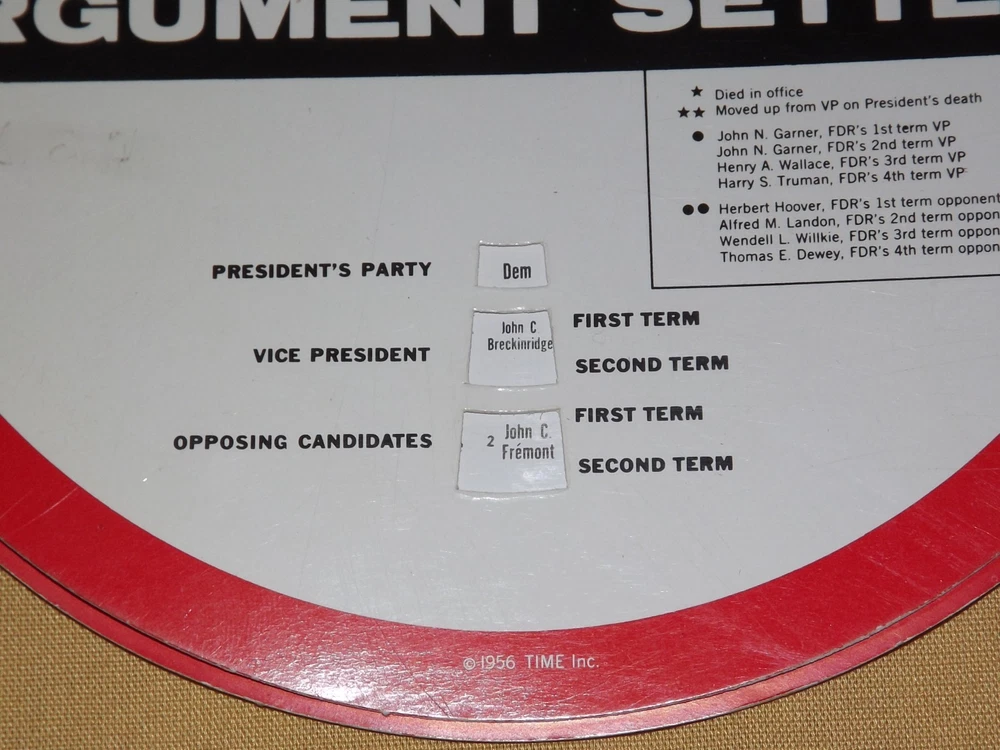 RGUMENT SETTLE
★ Died in office
★★ Moved up from VP on President's death
● John N. Garner, FDR's 1st term VP
John N. Garner, FDR's 2nd term VP
Henry A. Wallace, FDR's 3rd term VP
Harry S. Truman, FDR's 4th term VP
●● Herbert Hoover, FDR's 1st term opponent
Alfred M. Landon, FDR's 2nd term oppon
Wendell L. Willkie, FDR's 3rd term oppon
Thomas E. Dewey, FDR's 4th term oppon
PRESIDENT'S PARTY
Dem
VICE PRESIDENT
John C
Breckinridge
FIRST TERM
SECOND TERM
OPPOSING CANDIDATES
2 John C.
Frémont
FIRST TERM
SECOND TERM
© 1956 TIME Inc.